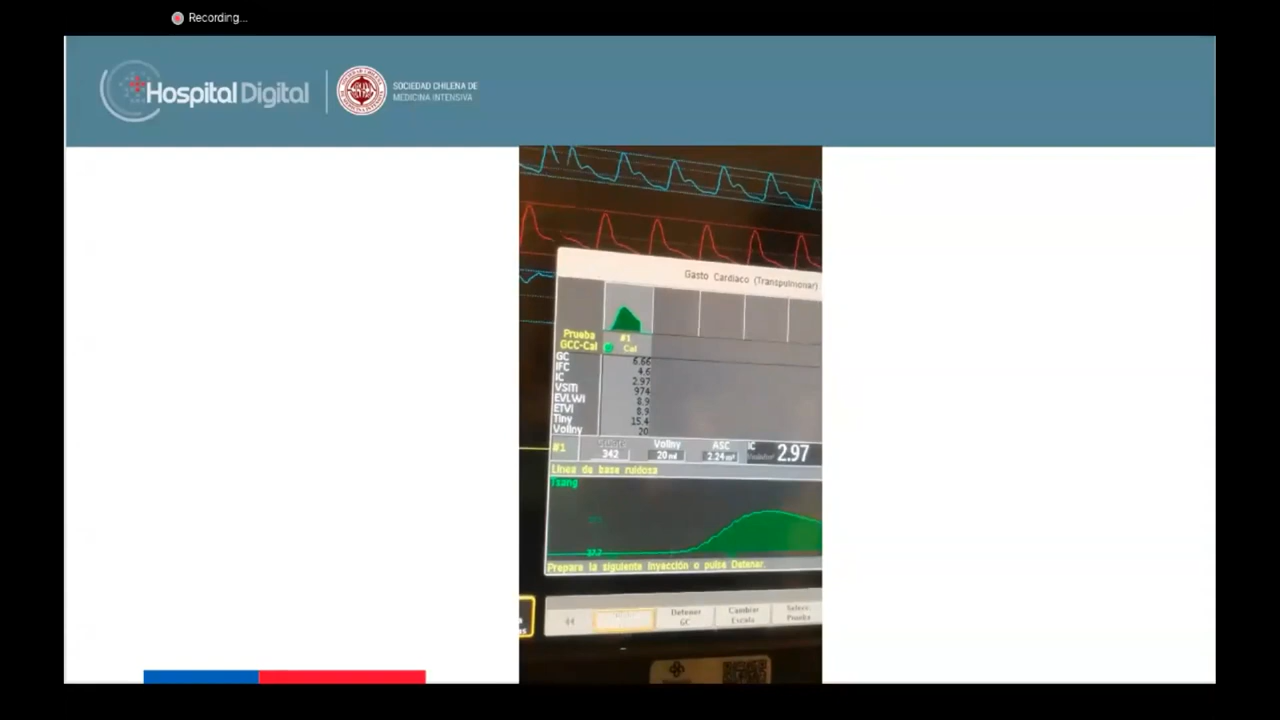 Recording...
Hospital Digital
SOCIEDAD CHILENA DE
MEDICINA INTENSIVA
Gasto Cardiaco (Transpulmonar)
Prueba #1
GCC-Cal Cal
GC 6.66
IFC 4.6
IC 2.97
VSITi 974
EVLWi 8.9
ETVI 8.9
Tiny 15.4
VolIny 20
#1
342
VolIny
20 ml
ASC
2.24 m²
IC
2.97
Línea de base ruidosa
Tsang
37.2
Prepare la siguiente Inyección o pulse Detener.
Detener
GC
Cambiar
Escala
Selecc.
Prueba